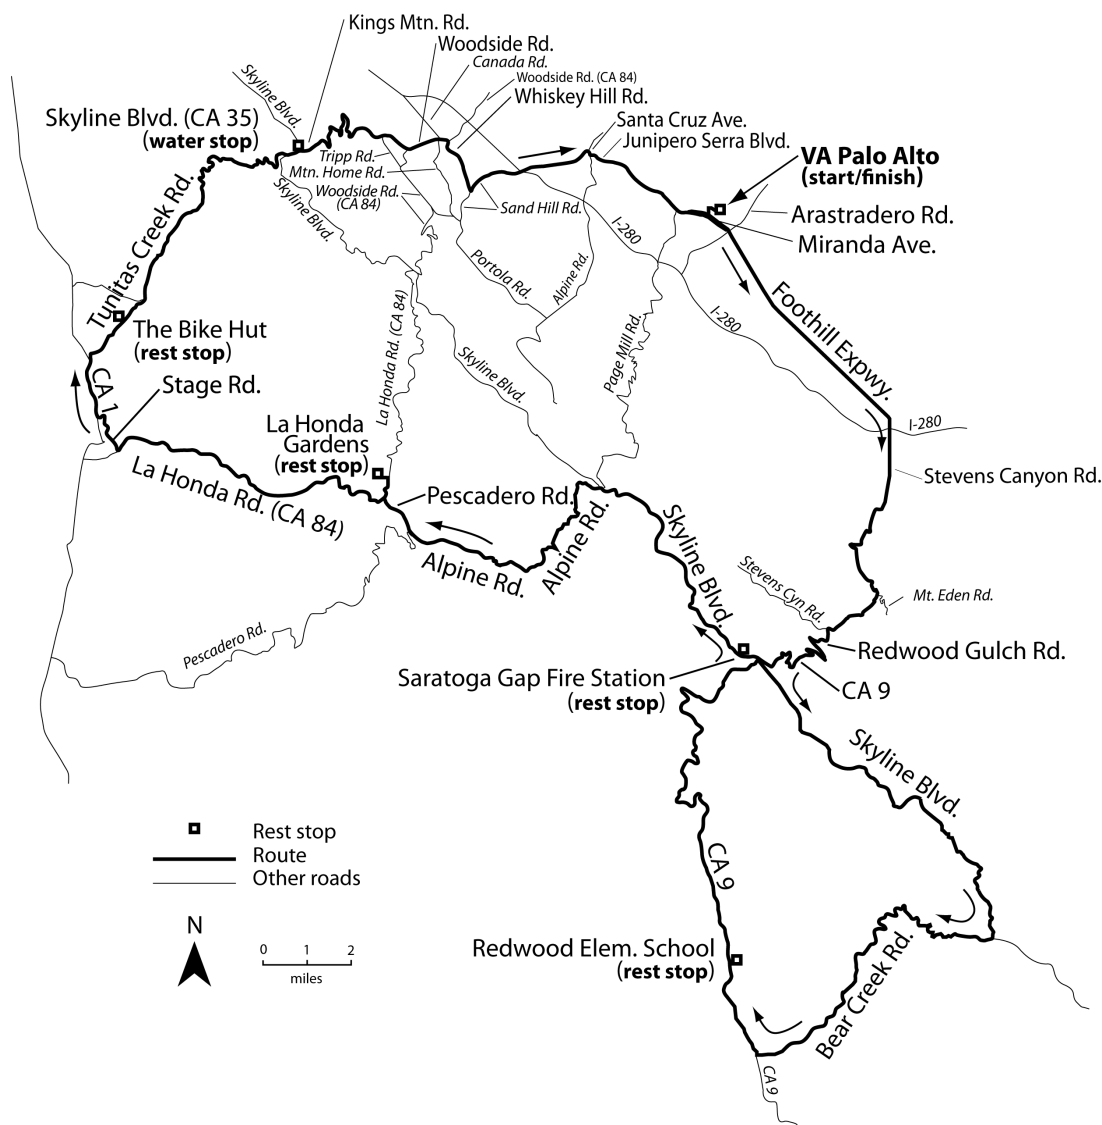 Kings Mtn. Rd.
Woodside Rd.
Canada Rd.
Woodside Rd. (CA 84)
Whiskey Hill Rd.
Skyline Blvd.
Skyline Blvd. (CA 35)
(water stop)
Santa Cruz Ave.
Junipero Serra Blvd.
VA Palo Alto
(start/finish)
Tripp Rd.
Mtn. Home Rd.
Woodside Rd.
(CA 84)
Skyline Blvd.
Sand Hill Rd.
I-280
Arastradero Rd.
Miranda Ave.
Tunitas Creek Rd.
Portola Rd.
Alpine Rd.
Foothill Expwy.
I-280
The Bike Hut
(rest stop)
La Honda Rd. (CA 84)
Page Mill Rd.
Skyline Blvd.
CA 1
Stage Rd.
I-280
La Honda
Gardens
(rest stop)
Stevens Canyon Rd.
La Honda Rd. (CA 84)
Pescadero Rd.
Alpine Rd.
Alpine Rd.
Skyline Blvd.
Stevens Cyn Rd.
Mt. Eden Rd.
Pescadero Rd.
Redwood Gulch Rd.
Saratoga Gap Fire Station
(rest stop)
CA 9
Skyline Blvd.
Rest stop
Route
Other roads
CA 9
N
0 1 2
miles
Redwood Elem. School
(rest stop)
Bear Creek Rd.
CA 9